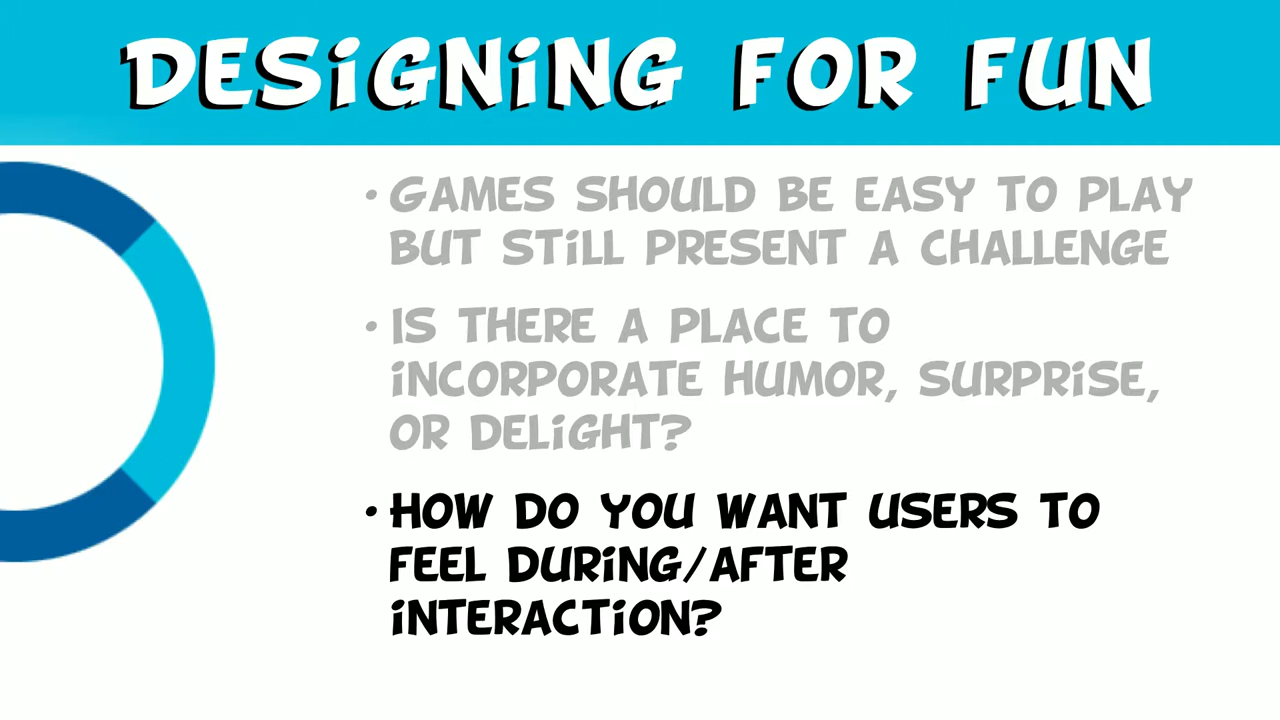 DESIGNING FOR FUN
• GAMES SHOULD BE EASY TO PLAY
BUT STILL PRESENT A CHALLENGE
• IS THERE A PLACE TO
INCORPORATE HUMOR, SURPRISE,
OR DELIGHT?
• HOW DO YOU WANT USERS TO
FEEL DURING/AFTER
INTERACTION?